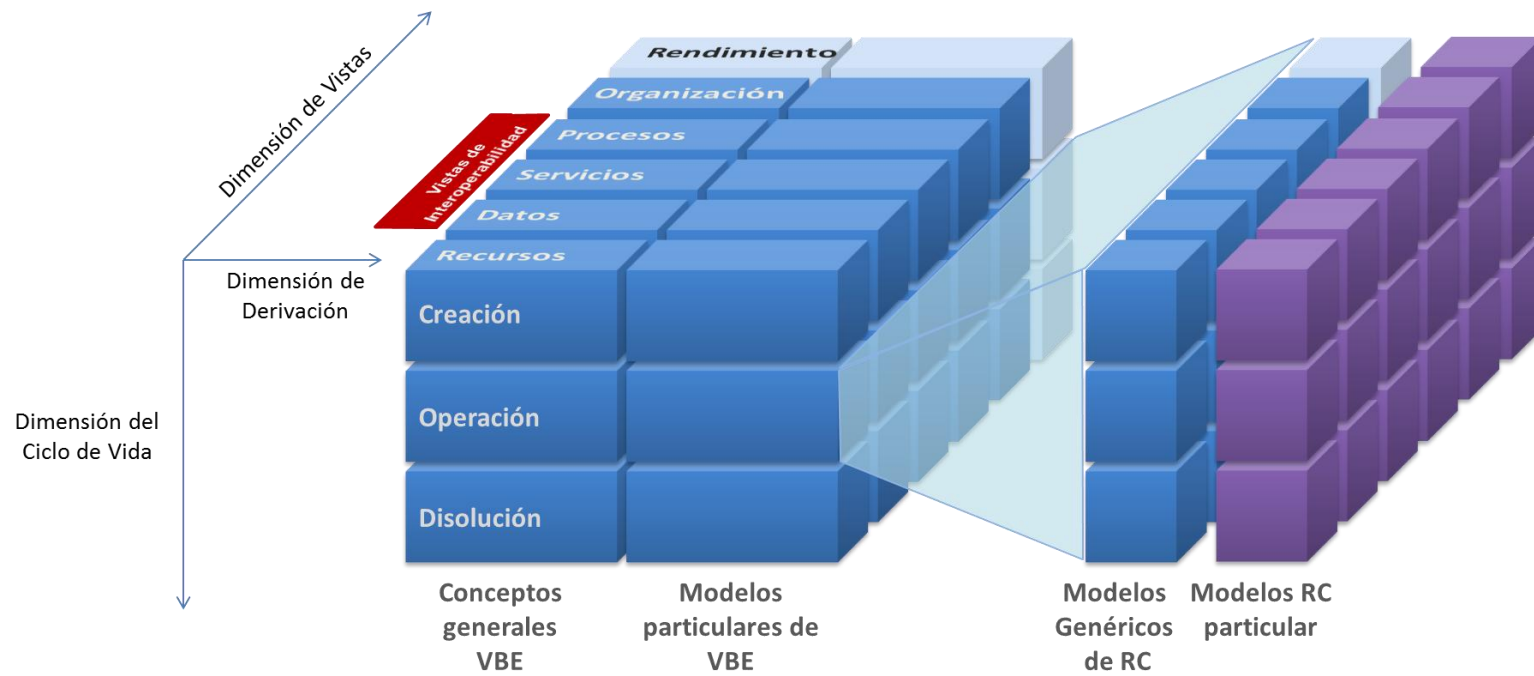 Dimensión de Vistas
Rendimiento
Organización
Procesos
Servicios
Datos
Recursos
Vistas de
Interoperabilidad
Dimensión de
Derivación
Creación
Operación
Disolución
Dimensión del
Ciclo de Vida
Conceptos
generales
VBE
Modelos
particulares de
VBE
Modelos
Genéricos
de RC
Modelos RC
particular